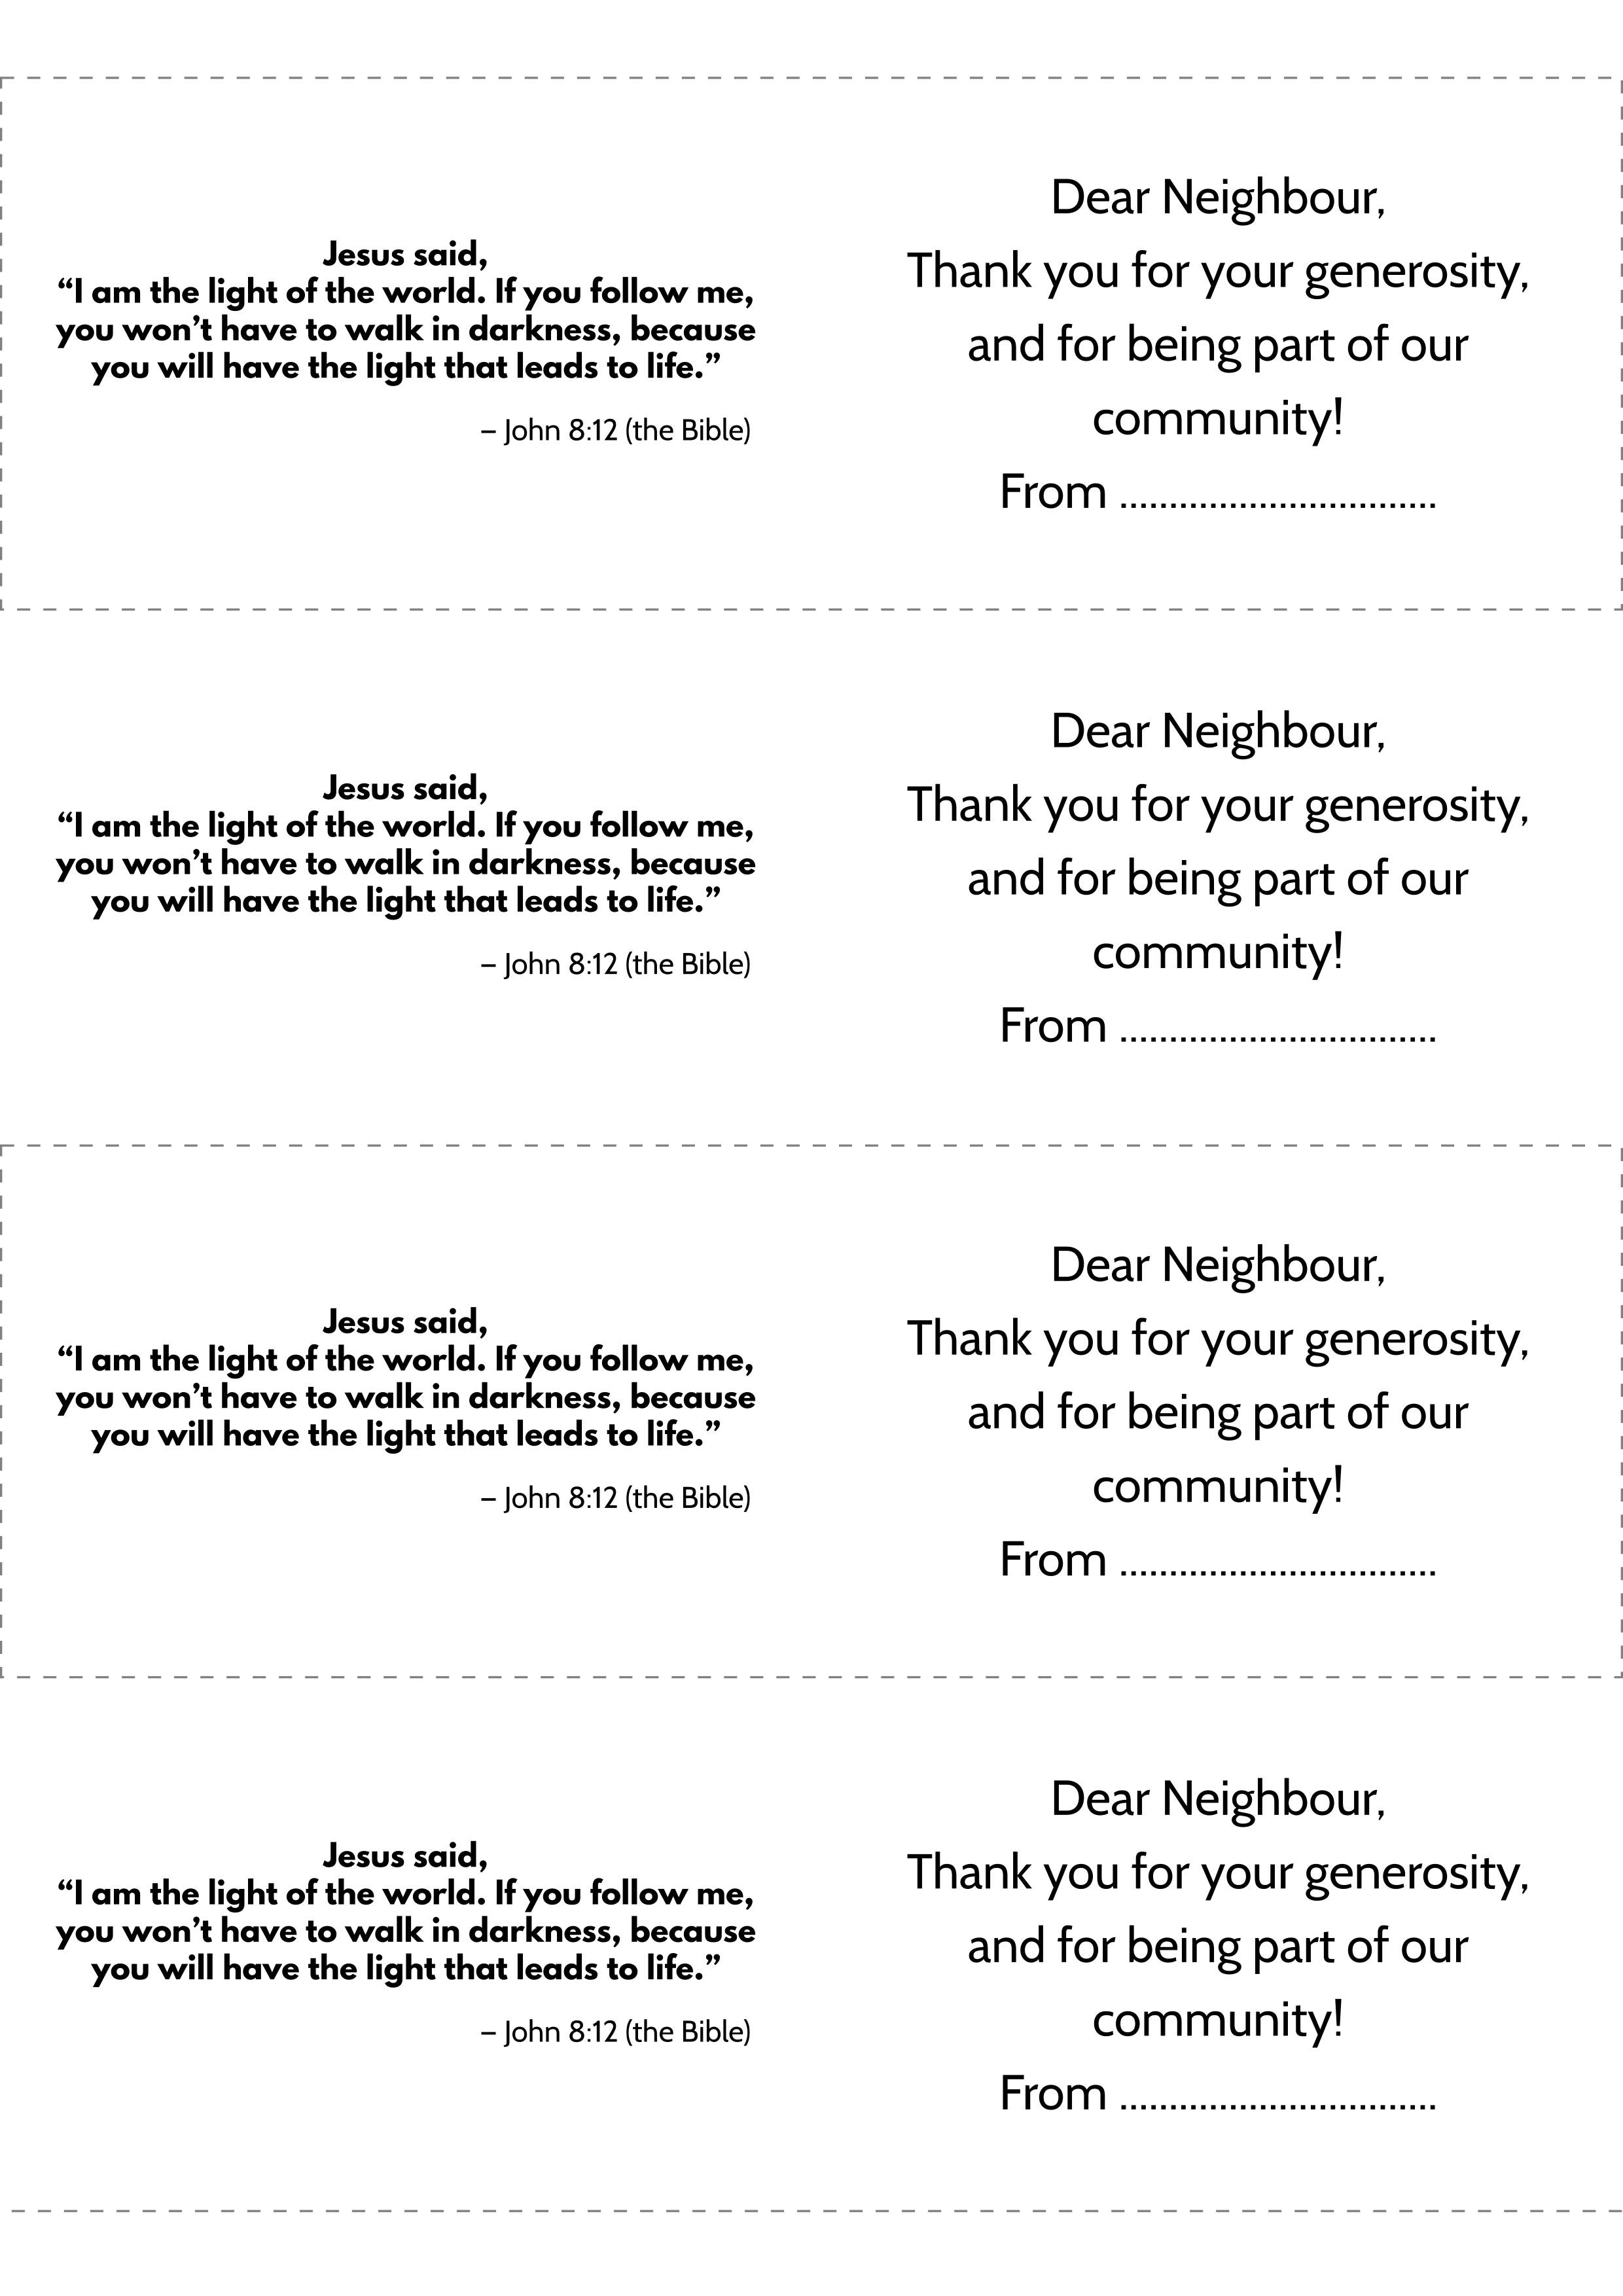 Jesus said,
“I am the light of the world. If you follow me,
you won’t have to walk in darkness, because
you will have the light that leads to life.”
– John 8:12 (the Bible)
Dear Neighbour,
Thank you for your generosity,
and for being part of our
community!
From ................................
Jesus said,
“I am the light of the world. If you follow me,
you won’t have to walk in darkness, because
you will have the light that leads to life.”
– John 8:12 (the Bible)
Dear Neighbour,
Thank you for your generosity,
and for being part of our
community!
From ................................
Jesus said,
“I am the light of the world. If you follow me,
you won’t have to walk in darkness, because
you will have the light that leads to life.”
– John 8:12 (the Bible)
Dear Neighbour,
Thank you for your generosity,
and for being part of our
community!
From ................................
Jesus said,
“I am the light of the world. If you follow me,
you won’t have to walk in darkness, because
you will have the light that leads to life.”
– John 8:12 (the Bible)
Dear Neighbour,
Thank you for your generosity,
and for being part of our
community!
From ................................